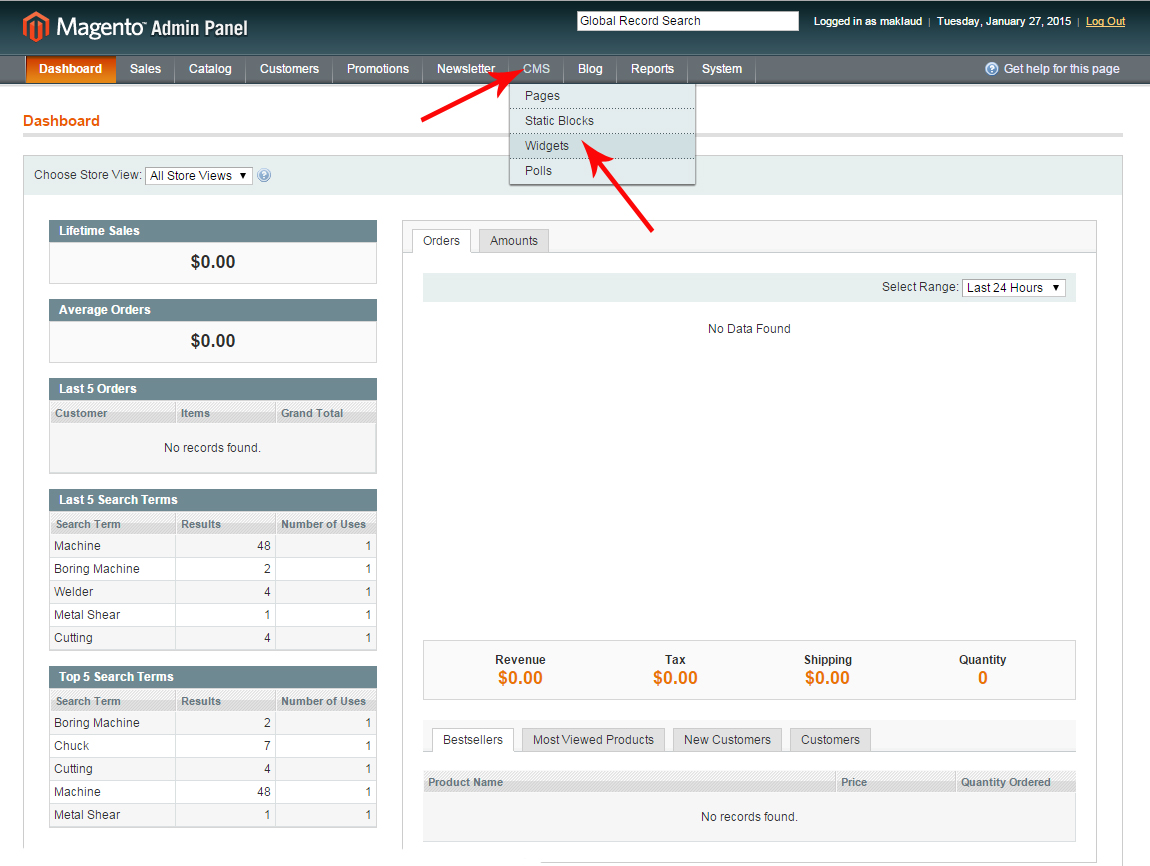 Magento™ Admin Panel
Global Record Search
Logged in as maklaud | Tuesday, January 27, 2015 | Log Out
Dashboard Sales Catalog Customers Promotions Newsletter CMS Blog Reports System Get help for this page
Pages
Static Blocks
Widgets
Polls
Dashboard
Choose Store View: All Store Views
Lifetime Sales
$0.00
Average Orders
$0.00
Last 5 Orders
Customer Items Grand Total
No records found.
Last 5 Search Terms
Search Term Results Number of Uses
Machine 48 1
Boring Machine 2 1
Welder 4 1
Metal Shear 1 1
Cutting 4 1
Top 5 Search Terms
Search Term Results Number of Uses
Boring Machine 2 1
Chuck 7 1
Cutting 4 1
Machine 48 1
Metal Shear 1 1
Orders Amounts
Select Range: Last 24 Hours
No Data Found
Revenue Tax Shipping Quantity
$0.00 $0.00 $0.00 0
Bestsellers Most Viewed Products New Customers Customers
Product Name Price Quantity Ordered
No records found.